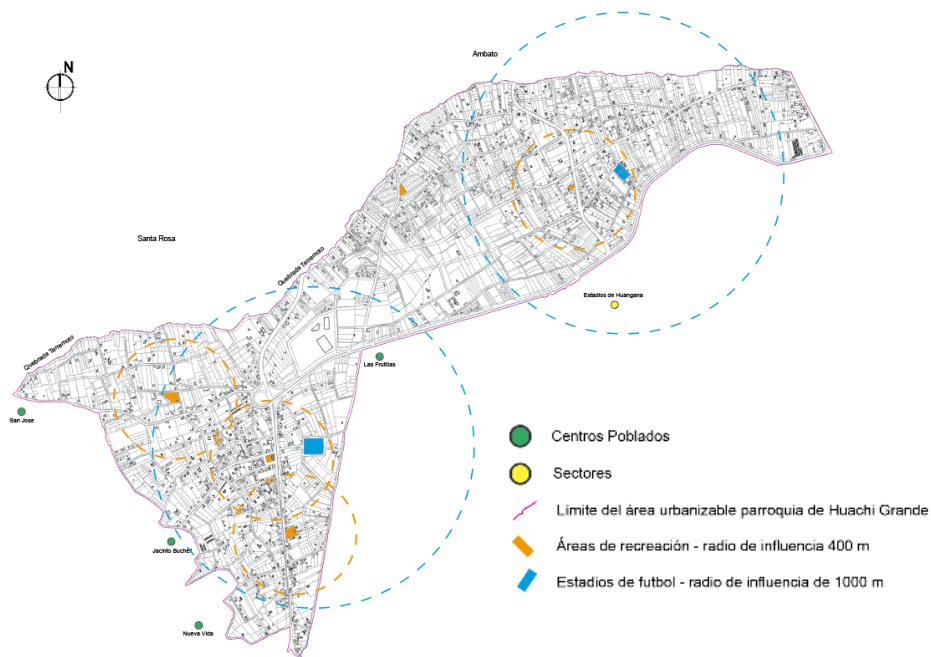 N
Ambato
Santa Rosa
Quebrada Terremoto
Estadios de Huangana
Quebrada Terremoto
Las Frutilas
San Jose
Centros Poblados
Sectores
Límite del área urbanizable parroquia de Huachi Grande
Áreas de recreación - radio de influencia 400 m
Jacinto Buchel
Estadios de futbol - radio de influencia de 1000 m
Nueva Vida